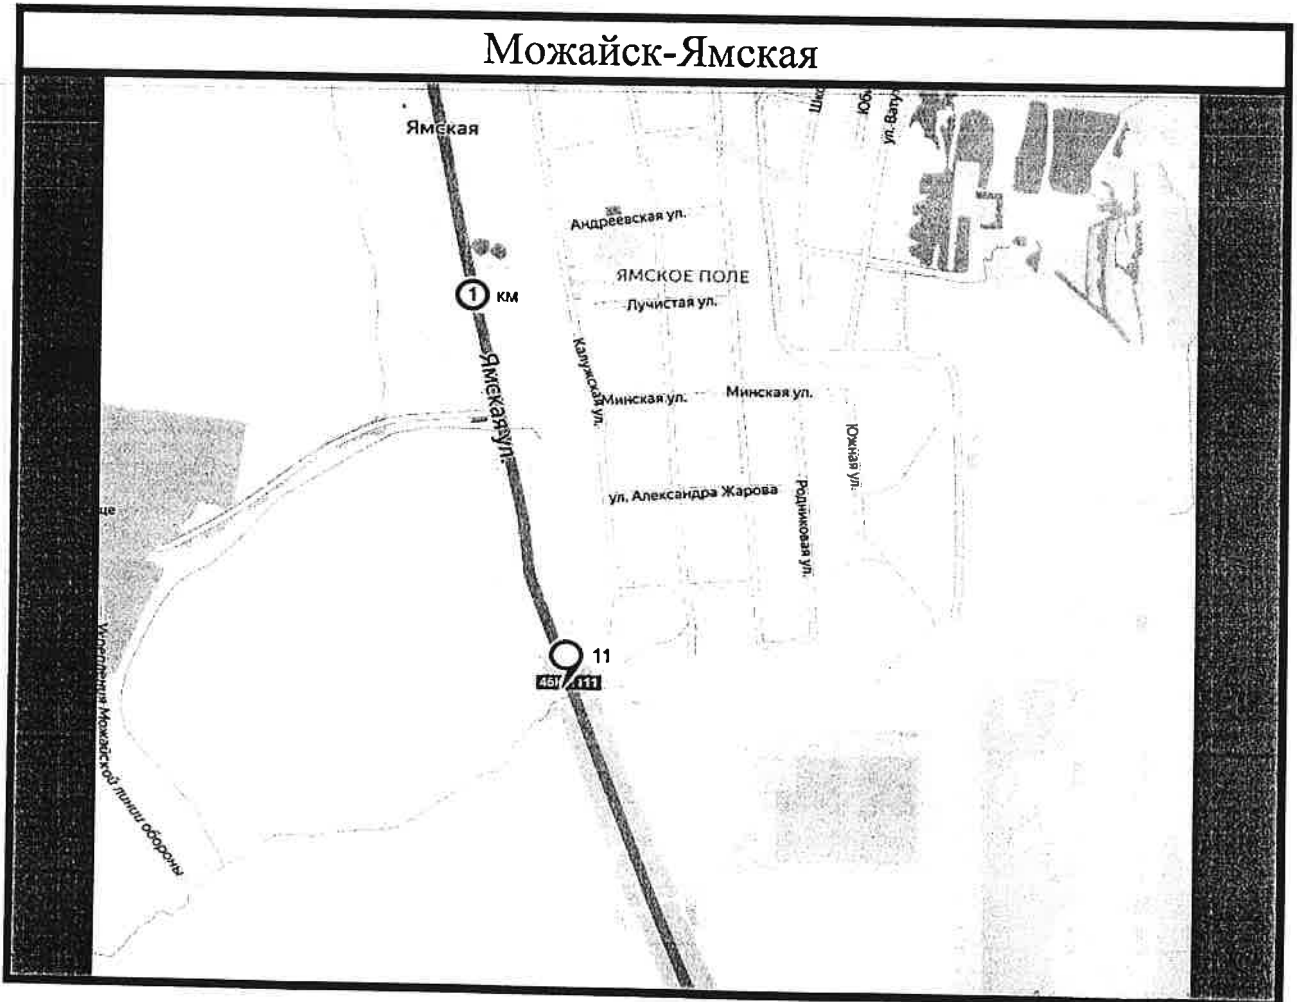 Можайск-Ямская
Ямская
ул. Ватут
Андреевская ул.
ЯМСКОЕ ПОЛЕ
1 км
Лучистая ул.
Ямская ул.
Калужская ул.
Минская ул.
Минская ул.
Южная ул.
ул. Александра Жарова
Родниковая ул.
ще
11
Укрепления Можайской линии обороны